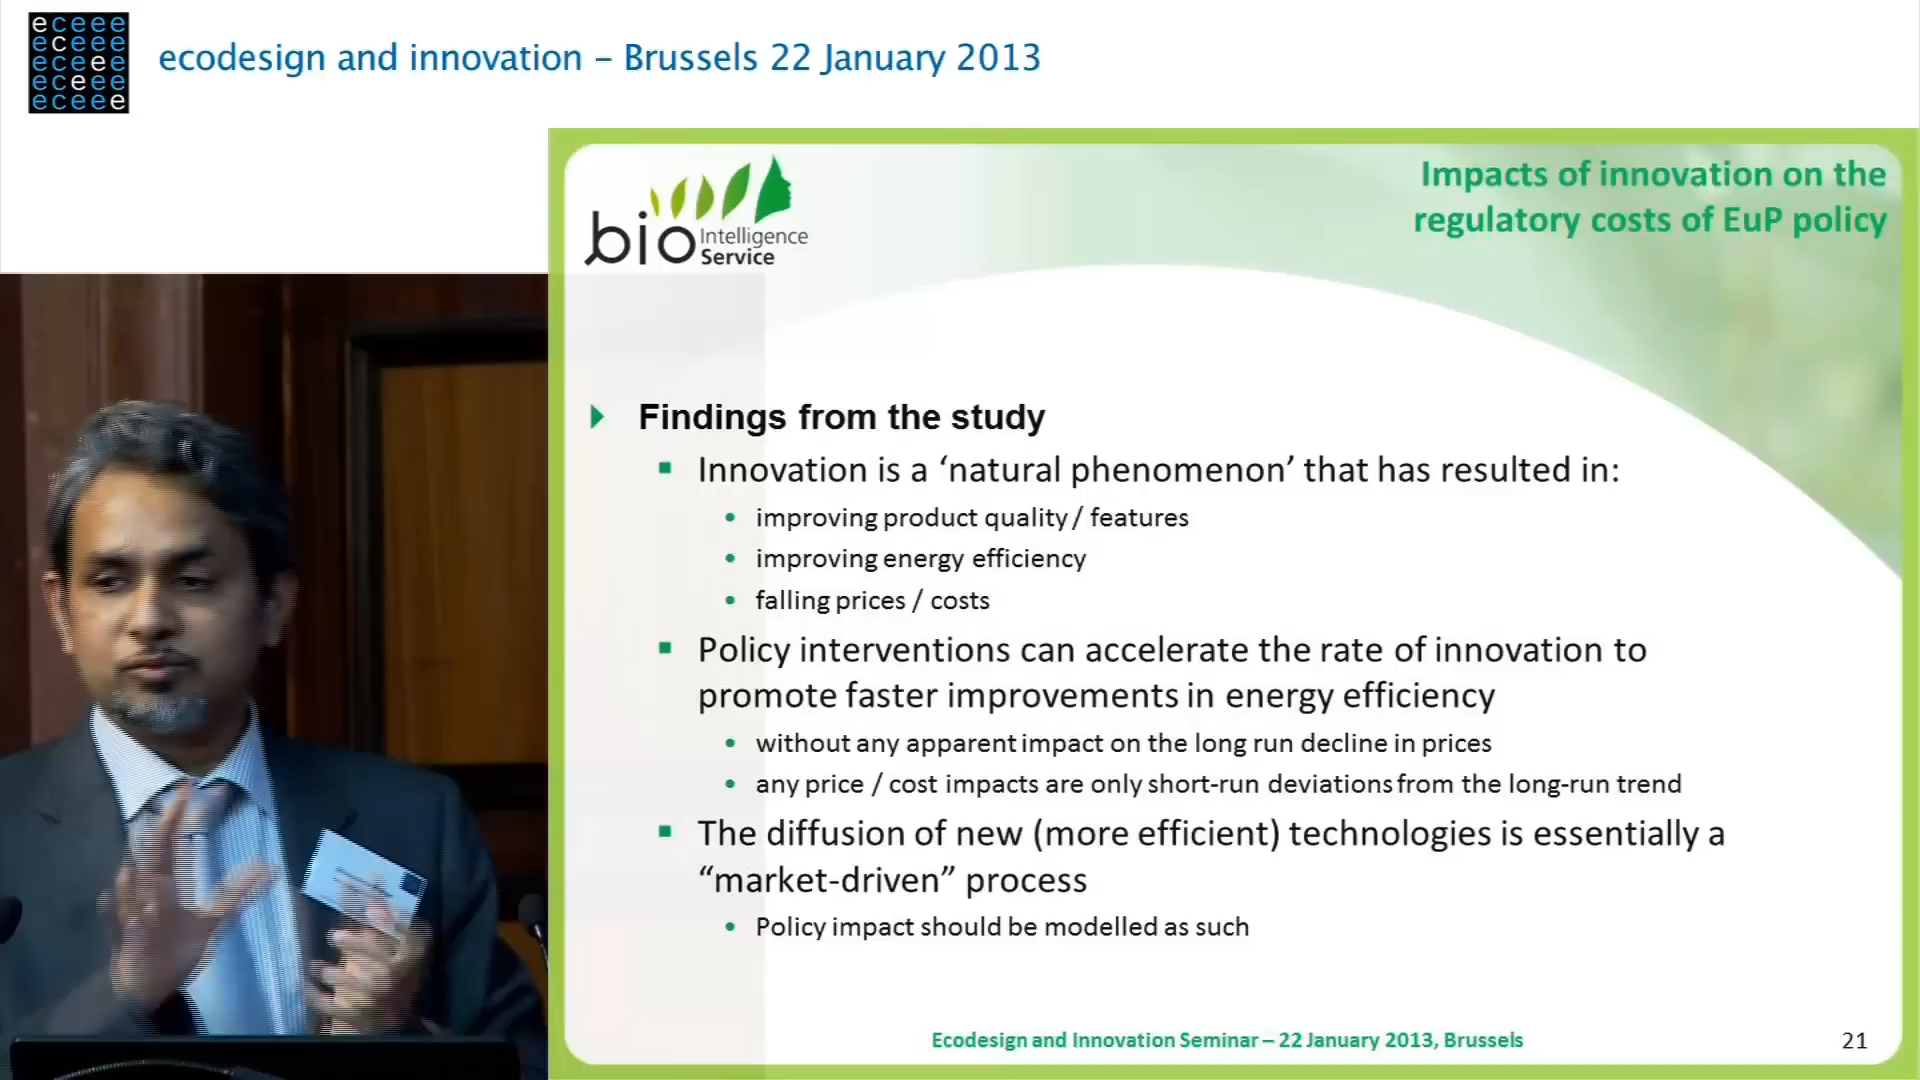 eceee
eceee
eceee
eceee
eceee
ecodesign and innovation – Brussels 22 January 2013
bio Intelligence Service
Impacts of innovation on the
regulatory costs of EuP policy
Findings from the study
Innovation is a ‘natural phenomenon’ that has resulted in:
improving product quality / features
improving energy efficiency
falling prices / costs
Policy interventions can accelerate the rate of innovation to
promote faster improvements in energy efficiency
without any apparent impact on the long run decline in prices
any price / cost impacts are only short-run deviations from the long-run trend
The diffusion of new (more efficient) technologies is essentially a
“market-driven” process
Policy impact should be modelled as such
Ecodesign and Innovation Seminar – 22 January 2013, Brussels
21